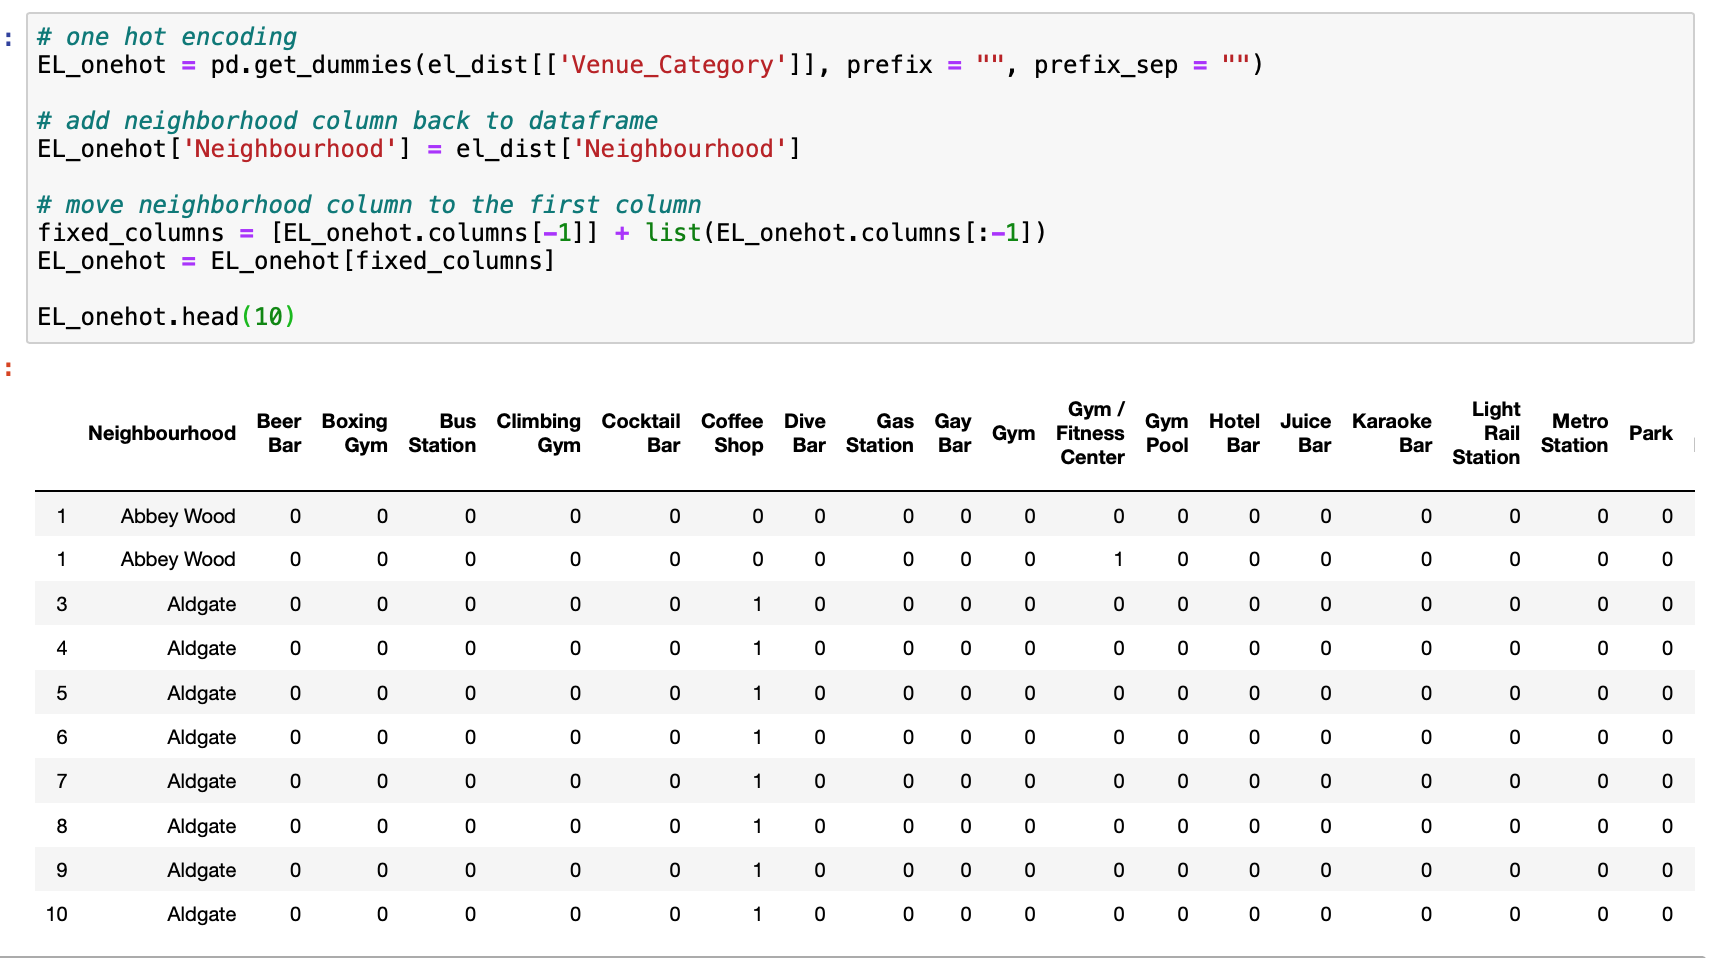 :
# one hot encoding
EL_onehot = pd.get_dummies(el_dist[['Venue_Category']], prefix = "", prefix_sep = "")
# add neighborhood column back to dataframe
EL_onehot['Neighbourhood'] = el_dist['Neighbourhood']
# move neighborhood column to the first column
fixed_columns = [EL_onehot.columns[-1]] + list(EL_onehot.columns[:-1])
EL_onehot = EL_onehot[fixed_columns]
EL_onehot.head(10)
:
Neighbourhood Beer Bar Boxing Gym Bus Station Climbing Gym Cocktail Bar Coffee Shop Dive Bar Gas Station Gay Bar Gym Gym / Fitness Center Gym Pool Hotel Bar Juice Bar Karaoke Bar Light Rail Station Metro Station Park
1 Abbey Wood 0 0 0 0 0 0 0 0 0 0 0 0 0 0 0 0 0 0
1 Abbey Wood 0 0 0 0 0 0 0 0 0 0 1 0 0 0 0 0 0 0
3 Aldgate 0 0 0 0 0 1 0 0 0 0 0 0 0 0 0 0 0 0
4 Aldgate 0 0 0 0 0 1 0 0 0 0 0 0 0 0 0 0 0 0
5 Aldgate 0 0 0 0 0 1 0 0 0 0 0 0 0 0 0 0 0 0
6 Aldgate 0 0 0 0 0 1 0 0 0 0 0 0 0 0 0 0 0 0
7 Aldgate 0 0 0 0 0 1 0 0 0 0 0 0 0 0 0 0 0 0
8 Aldgate 0 0 0 0 0 1 0 0 0 0 0 0 0 0 0 0 0 0
9 Aldgate 0 0 0 0 0 1 0 0 0 0 0 0 0 0 0 0 0 0
10 Aldgate 0 0 0 0 0 1 0 0 0 0 0 0 0 0 0 0 0 0